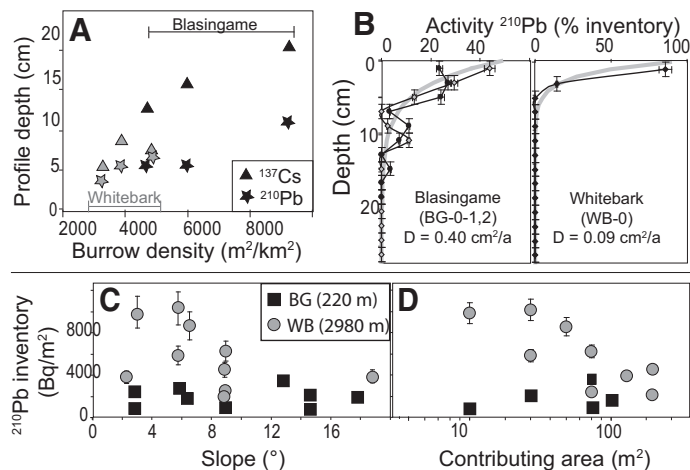 A
Blasingame
Profile depth (cm)
20
15
10
5
0
¹³⁷Cs
²¹⁰Pb
Whitebark
2000 4000 6000 8000
Burrow density (m²/km²)
B
Activity ²¹⁰Pb (% inventory)
0 20 40
0 50 100
Depth (cm)
0
10
20
Blasingame
(BG-0-1,2)
D = 0.40 cm²/a
Whitebark
(WB-0)
D = 0.09 cm²/a
C
²¹⁰Pb inventory
(Bq/m²)
8000
4000
0
BG (220 m)
WB (2980 m)
0 4 8 12 16
Slope (°)
D
10 100
Contributing area (m²)